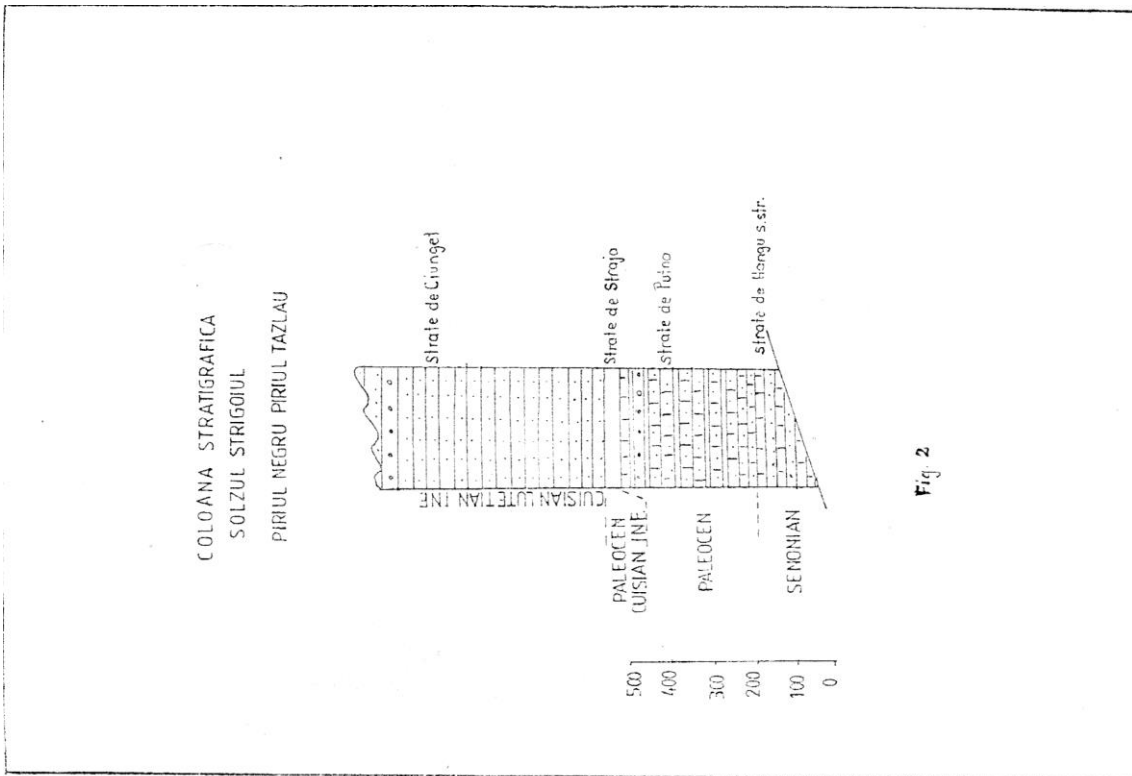 COLOANA STRATIGRAFICA
SOLZUL STRIGOIUL
PIRIUL NEGRU PIRIUL TAZLAU
Strate de Ciunget
Strate de Straja
Strate de Putna
strate de Hangu s.str.
CUISIAN LUTETIAN INF
PALEOCEN
CUISIAN INF
PALEOCEN
SENONIAN
500
400
300
200
100
0
Fig. 2